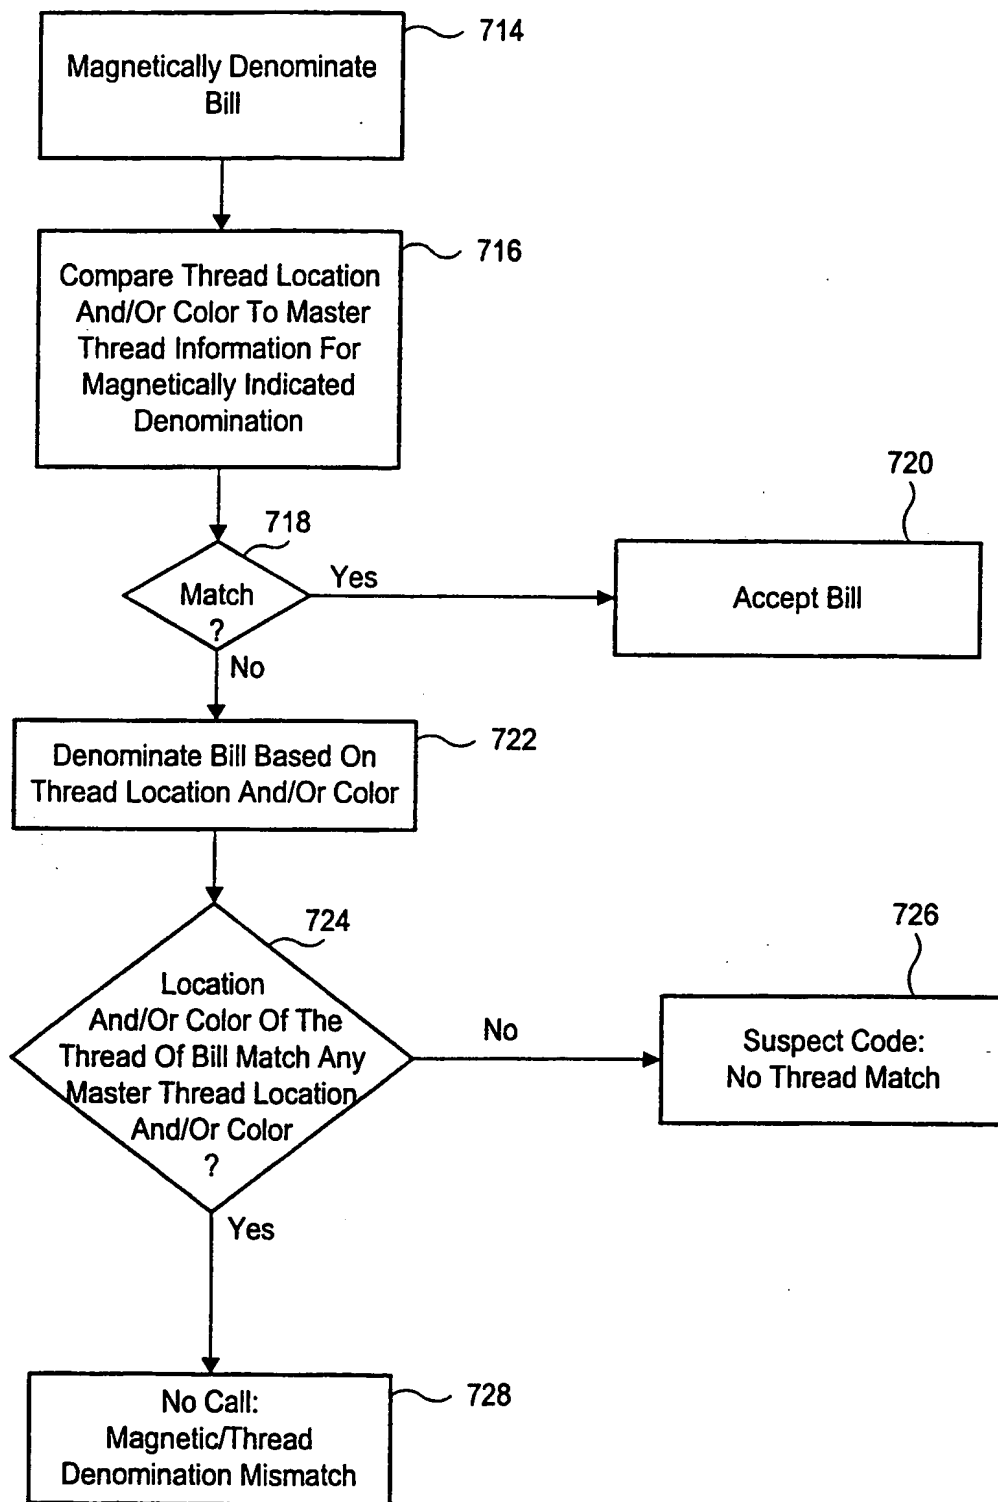 714
Magnetically Denominate
Bill
716
Compare Thread Location
And/Or Color To Master
Thread Information For
Magnetically Indicated
Denomination
718
720
Match
?
Yes
Accept Bill
No
722
Denominate Bill Based On
Thread Location And/Or Color
724
726
Location
And/Or Color Of The
Thread Of Bill Match Any
Master Thread Location
And/Or Color
?
No
Suspect Code:
No Thread Match
Yes
728
No Call:
Magnetic/Thread
Denomination Mismatch